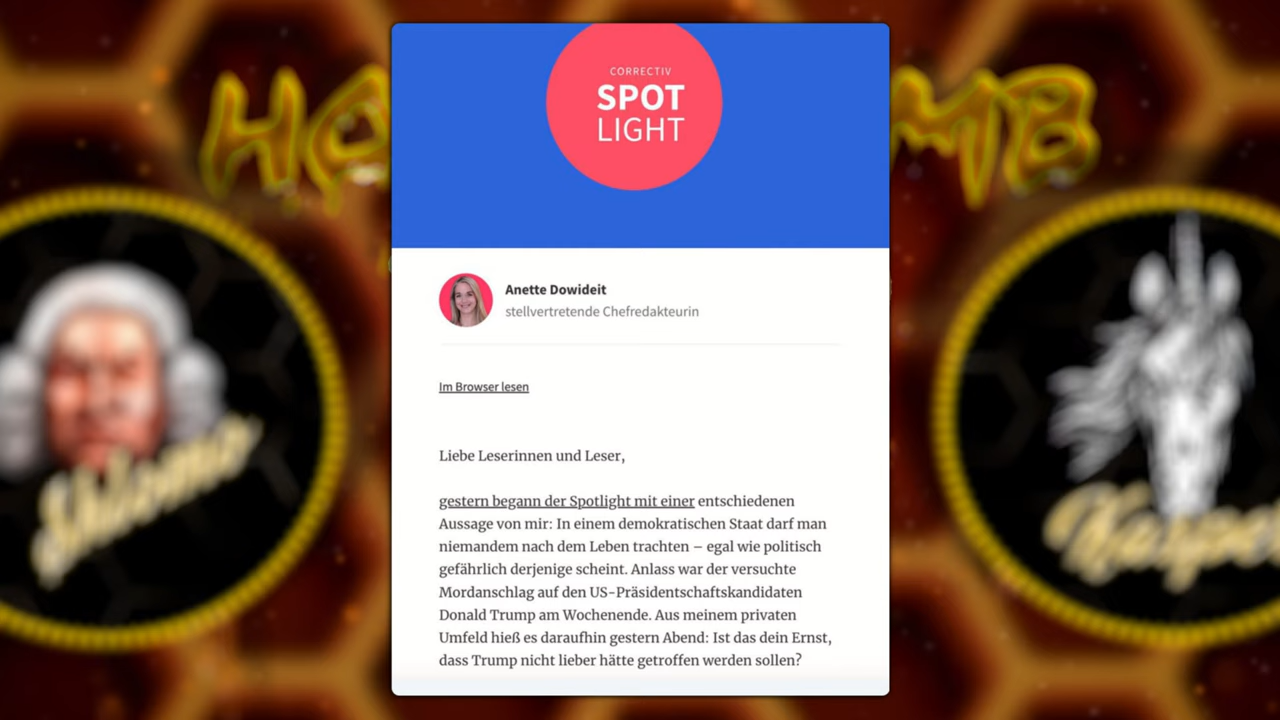 CORRECTIV
SPOT
LIGHT
Anette Dowideit
stellvertretende Chefredakteurin
Im Browser lesen
Liebe Leserinnen und Leser,
gestern begann der Spotlight mit einer entschiedenen
Aussage von mir: In einem demokratischen Staat darf man
niemandem nach dem Leben trachten – egal wie politisch
gefährlich derjenige scheint. Anlass war der versuchte
Mordanschlag auf den US-Präsidentschaftskandidaten
Donald Trump am Wochenende. Aus meinem privaten
Umfeld hieß es daraufhin gestern Abend: Ist das dein Ernst,
dass Trump nicht lieber hätte getroffen werden sollen?
Shlomo